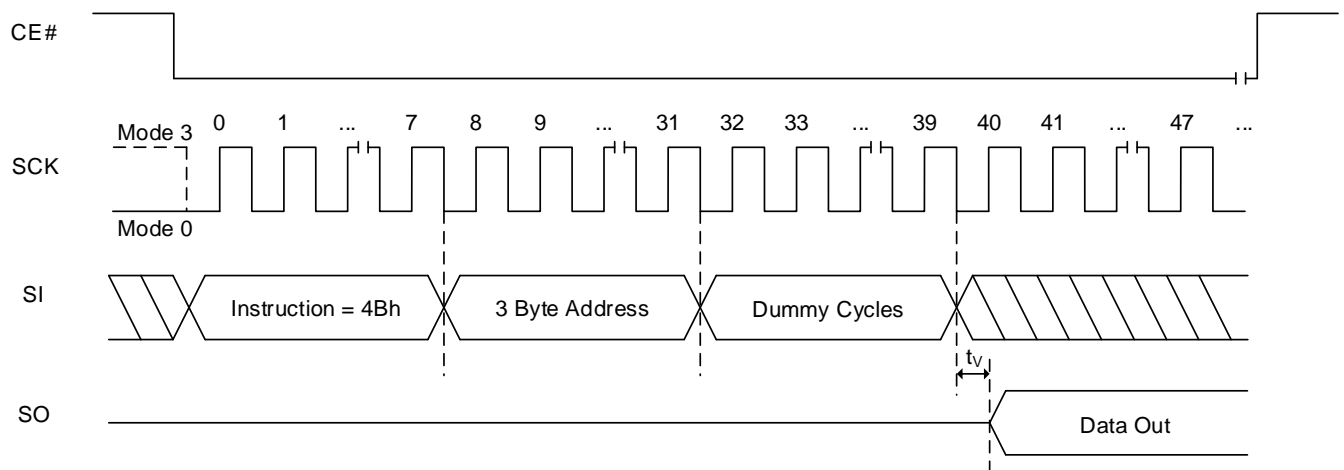 CE#
Mode 3 0 1 ... 7 8 9 ... 31 32 33 ... 39 40 41 ... 47 ...
SCK
Mode 0
SI Instruction = 4Bh 3 Byte Address Dummy Cycles
tV
SO Data Out